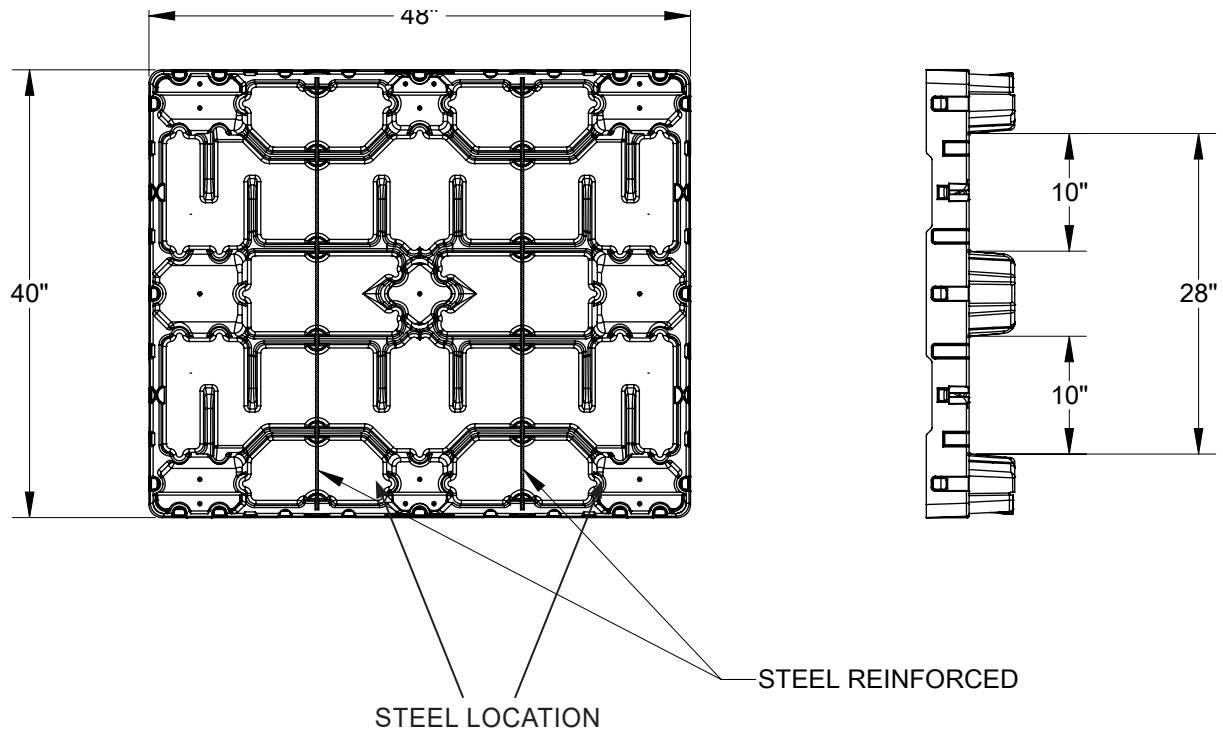 48"
40"
10"
28"
10"
STEEL REINFORCED
STEEL LOCATION